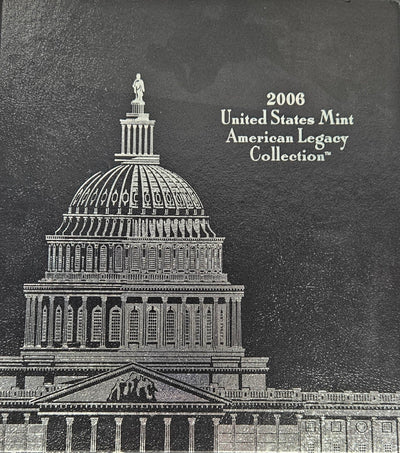 2006
United States Mint
American Legacy
Collection™